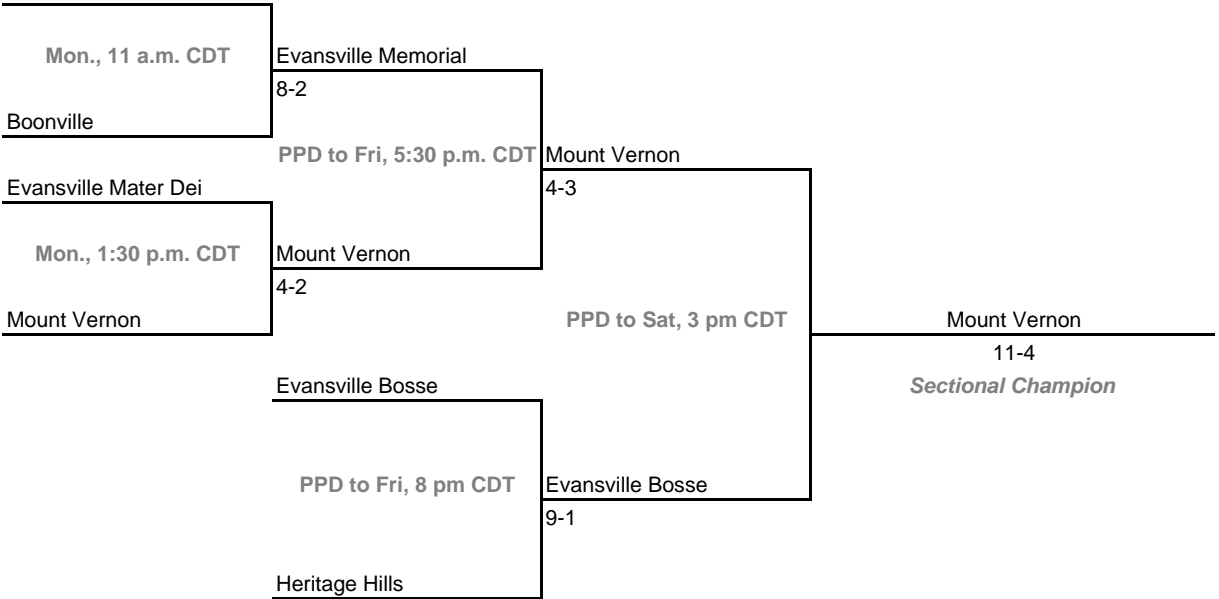 Mon., 11 a.m. CDT
Evansville Memorial
8-2
Boonville
PPD to Fri, 5:30 p.m. CDT
Mount Vernon
Evansville Mater Dei
4-3
Mon., 1:30 p.m. CDT
Mount Vernon
4-2
Mount Vernon
PPD to Sat, 3 pm CDT
Mount Vernon
11-4
Evansville Bosse
Sectional Champion
PPD to Fri, 8 pm CDT
Evansville Bosse
9-1
Heritage Hills